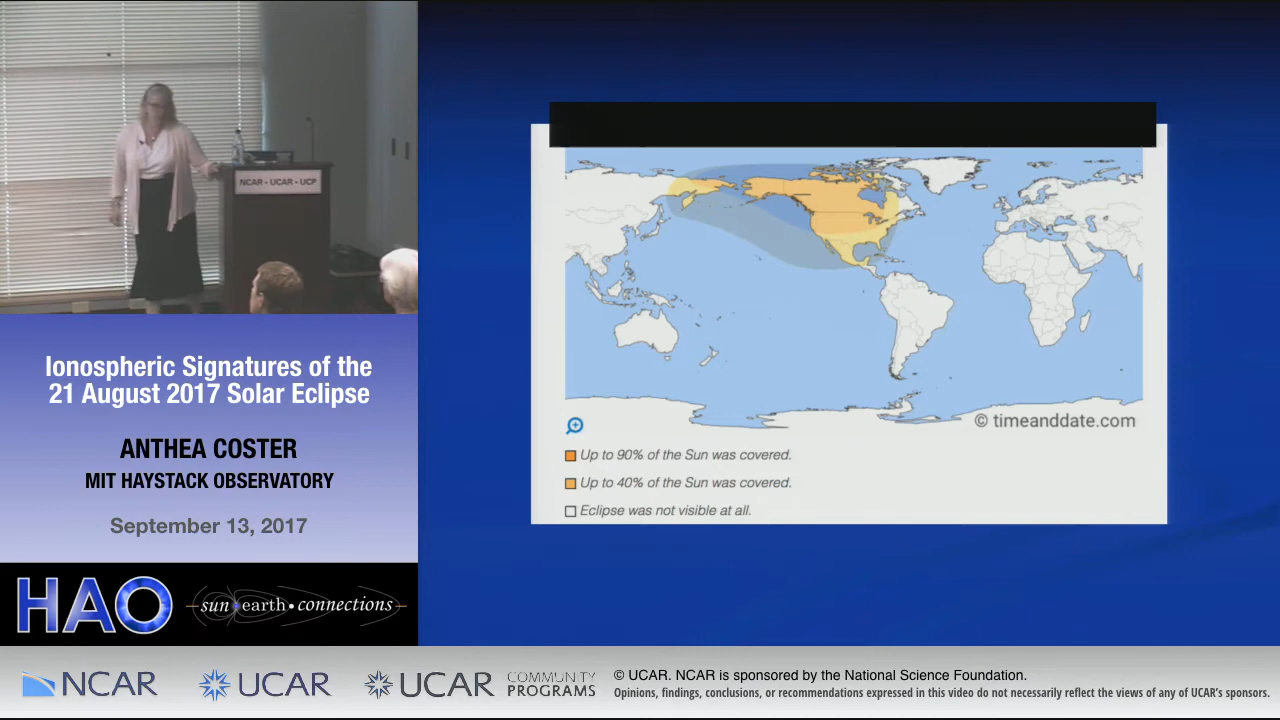 NCAR - UCAR - UCP
Ionospheric Signatures of the
21 August 2017 Solar Eclipse
ANTHEA COSTER
MIT HAYSTACK OBSERVATORY
September 13, 2017
HAO
sun earth connections
© timeanddate.com
Up to 90% of the Sun was covered.
Up to 40% of the Sun was covered.
Eclipse was not visible at all.
NCAR
UCAR
UCAR
COMMUNITY
PROGRAMS
© UCAR. NCAR is sponsored by the National Science Foundation.
Opinions, findings, conclusions, or recommendations expressed in this video do not necessarily reflect the views of any of UCAR's sponsors.